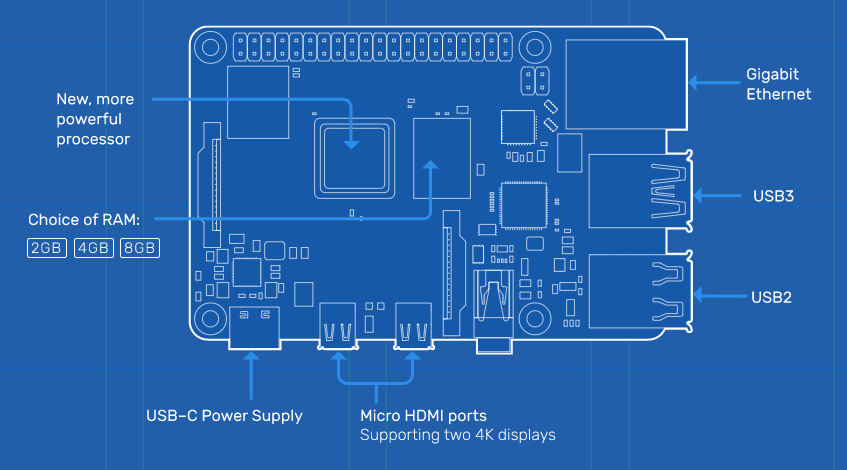 New, more
powerful
processor
Choice of RAM:
2GB 4GB 8GB
Gigabit
Ethernet
USB3
USB2
USB-C Power Supply
Micro HDMI ports
Supporting two 4K displays